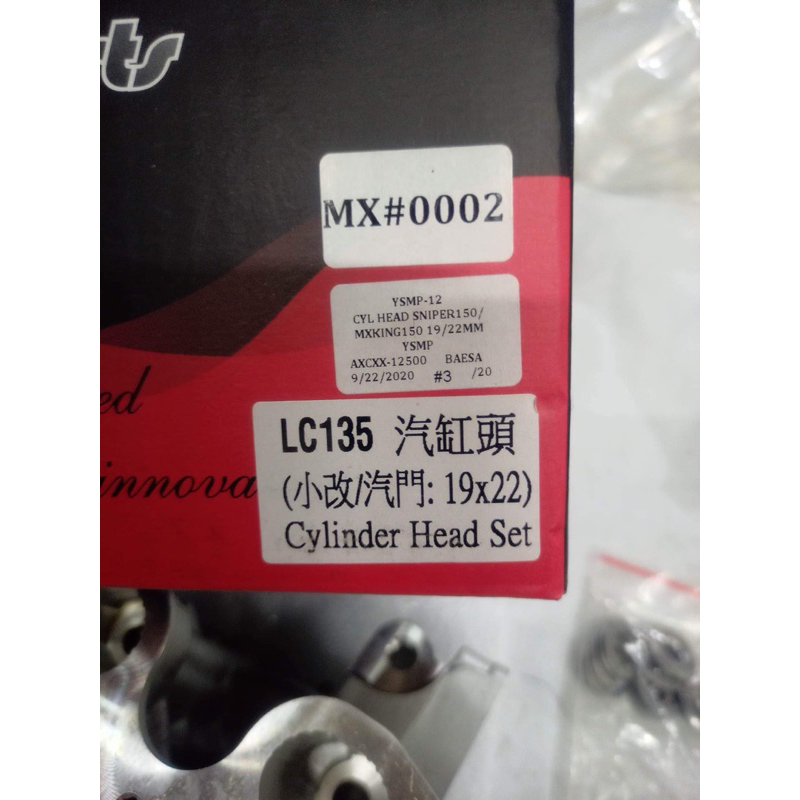 ts
MX#0002
YSMP-12
CYL HEAD SNIPER150/
MXKING150 19/22MM
YSMP
AXCXX-12500 BAESA
9/22/2020 #3 /20
ed
innova
LC135 汽缸頭
(小改/汽門: 19x22)
Cylinder Head Set